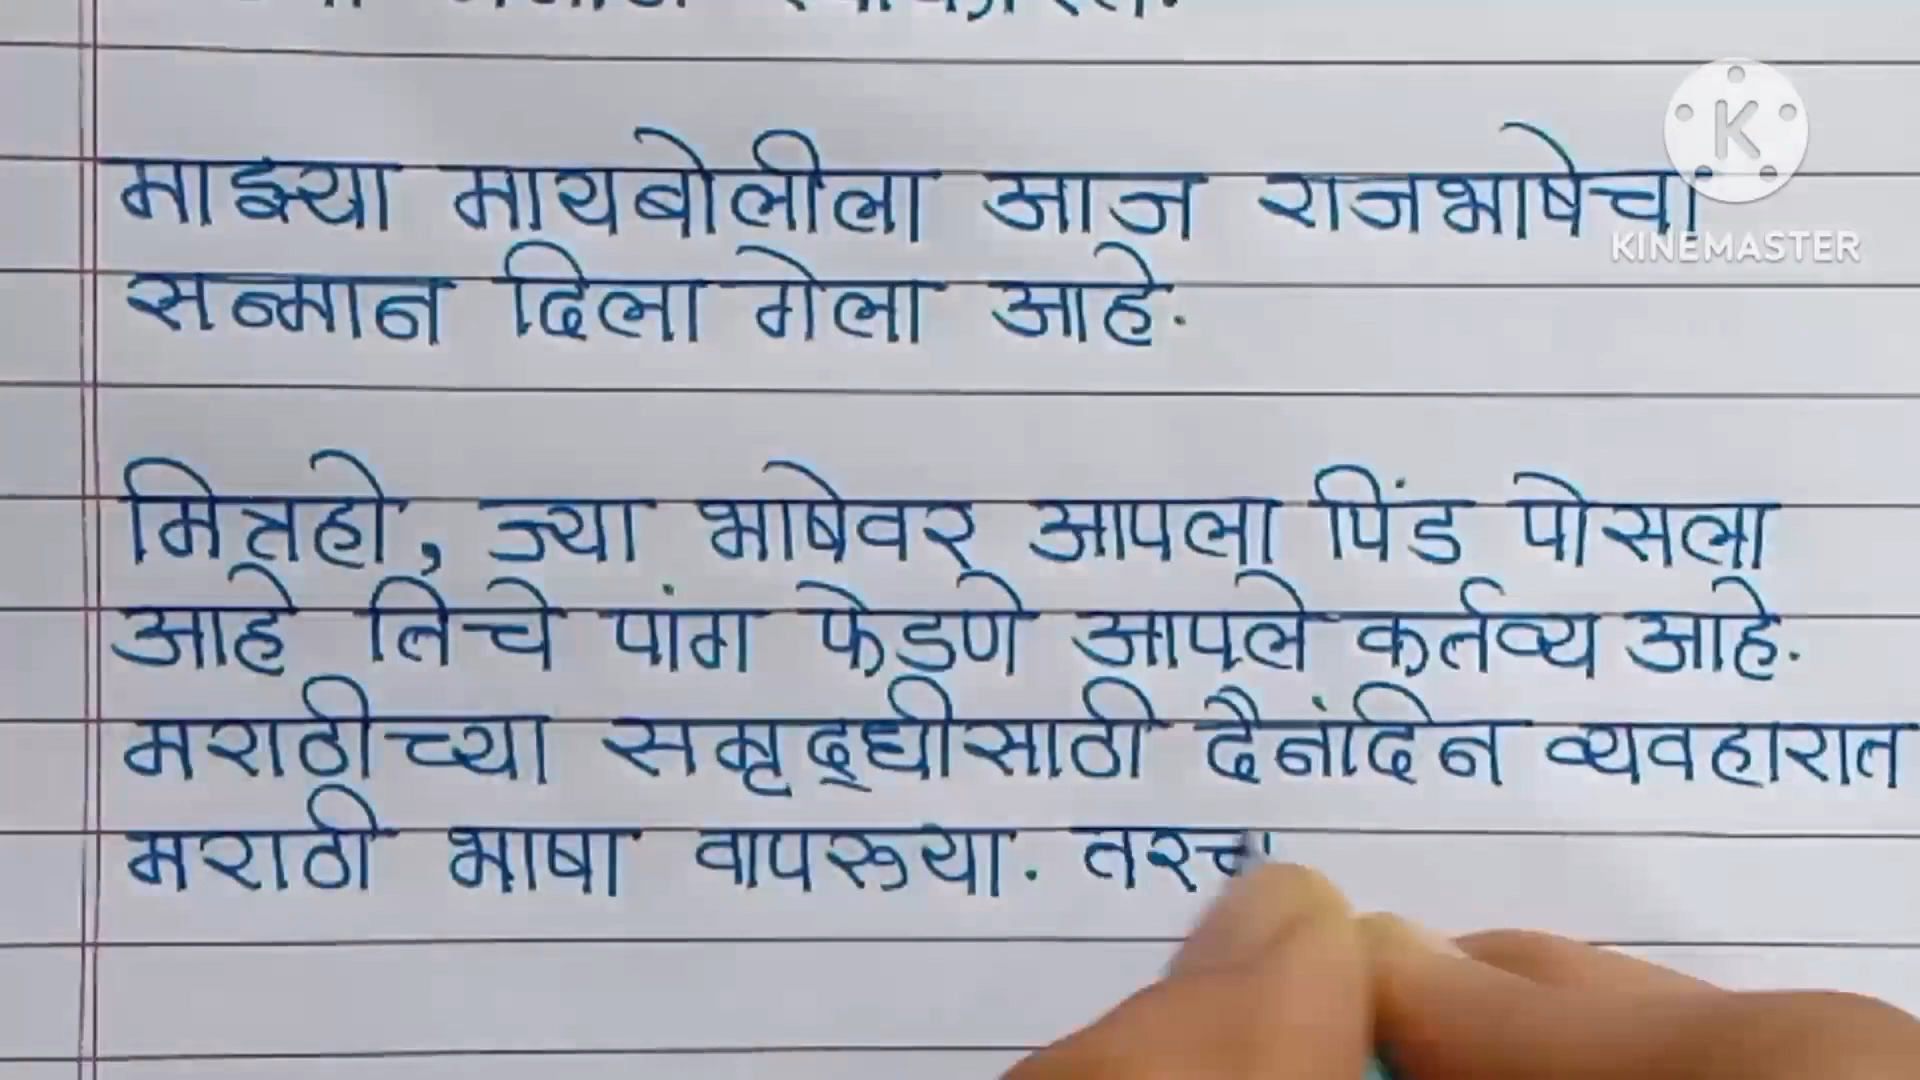 माझ्या मायबोलीला आज राजभाषेचा
सन्मान दिला गेला आहे.
मित्रहो, ज्या भाषेवर आपला पिंड पोसला
आहे तिचे पांग फेडणे आपले कर्तव्य आहे.
मराठीच्या समृद्धीसाठी दैनंदिन व्यवहारात
मराठी भाषा वापरूया. तरच
K
KINEMASTER